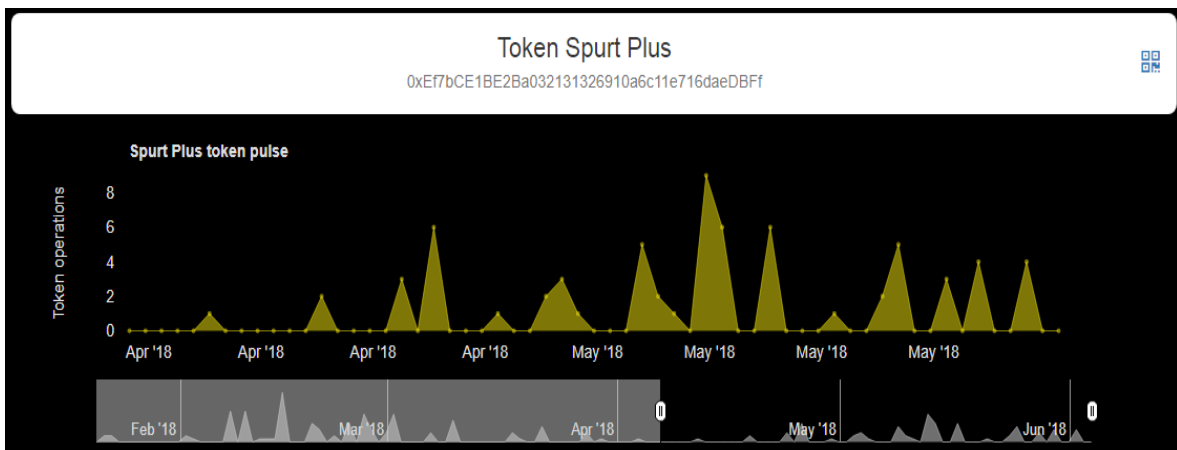 Token Spurt Plus
0xEf7bCE1BE2Ba032131326910a6c11e716daeDBFf
Spurt Plus token pulse
Token operations
8
6
4
2
0
Apr '18 Apr '18 Apr '18 Apr '18 May '18 May '18 May '18 May '18
Feb '18 Mar '18 Apr '18 May '18 Jun '18